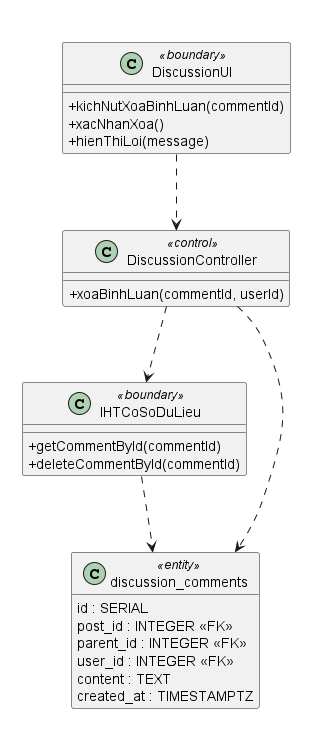 «boundary»
C DiscussionUI
+kichNutXoaBinhLuan(commentId)
+xacNhanXoa()
+hienThiLoi(message)
«control»
C DiscussionController
+xoaBinhLuan(commentId, userId)
«boundary»
C IHTCoSoDuLieu
+getCommentById(commentId)
+deleteCommentById(commentId)
«entity»
C discussion_comments
id : SERIAL
post_id : INTEGER «FK»
parent_id : INTEGER «FK»
user_id : INTEGER «FK»
content : TEXT
created_at : TIMESTAMPTZ